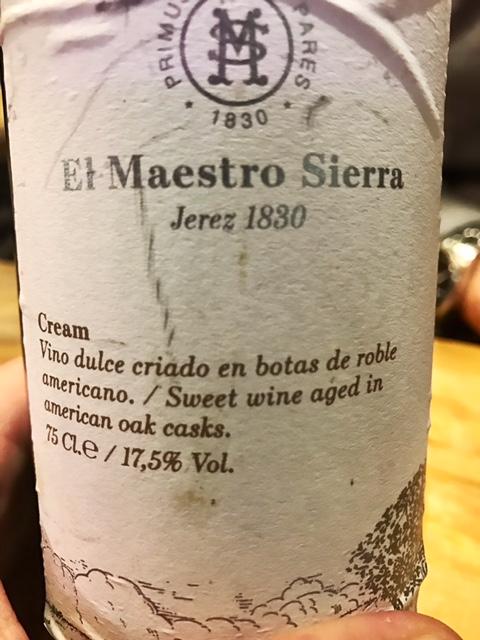 PRIMUS
PARES
1830
El Maestro Sierra
Jerez 1830
Cream
Vino dulce criado en botas de roble
americano. / Sweet wine aged in
american oak casks.
75 Cl.e / 17,5% Vol.